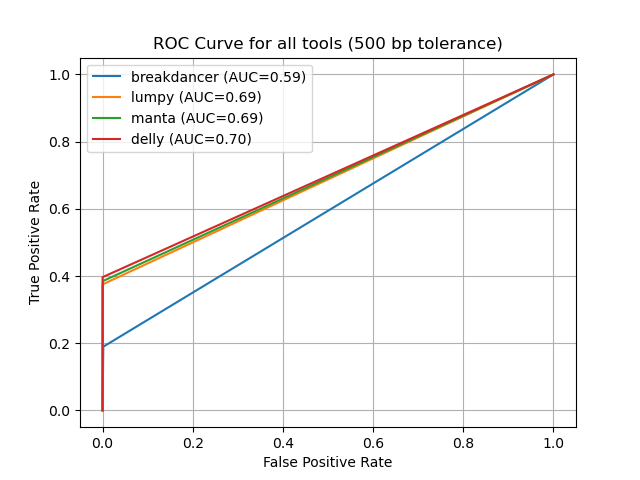 ROC Curve for all tools (500 bp tolerance)
breakdancer (AUC=0.59)
lumpy (AUC=0.69)
manta (AUC=0.69)
delly (AUC=0.70)
True Positive Rate
1.0
0.8
0.6
0.4
0.2
0.0
0.0 0.2 0.4 0.6 0.8 1.0
False Positive Rate